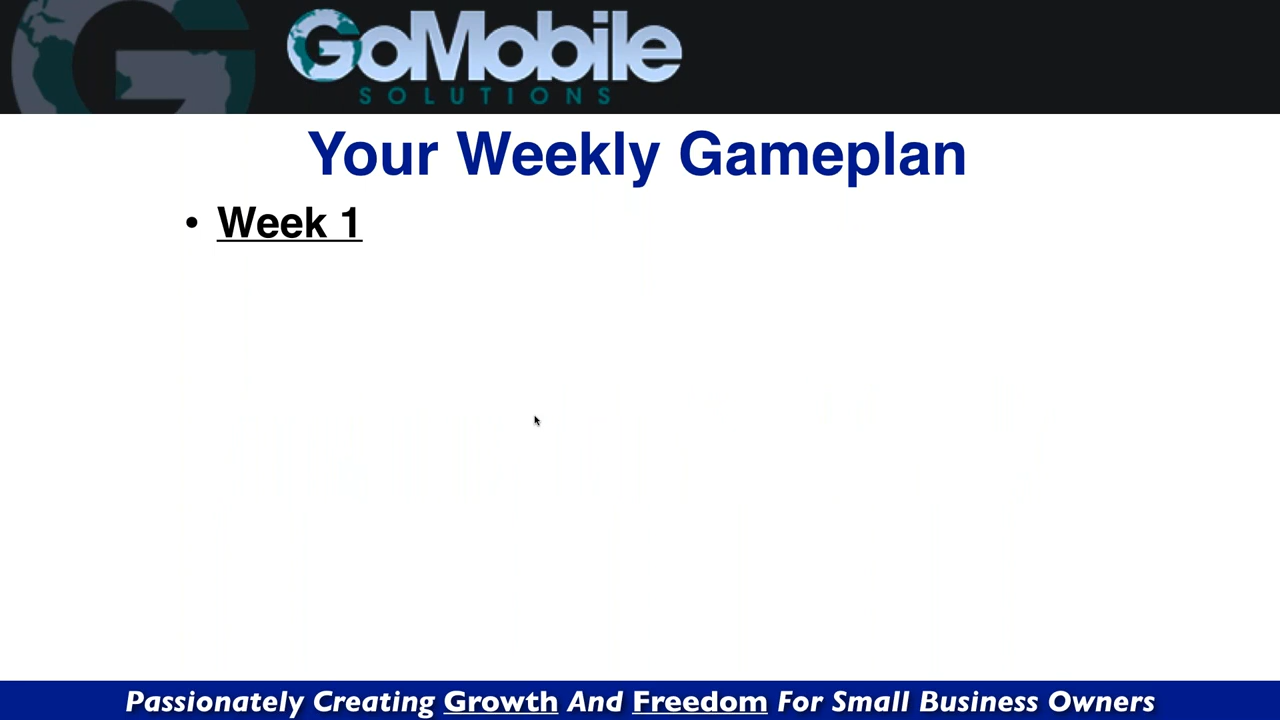 GoMobile
SOLUTIONS
Your Weekly Gameplan
• Week 1
Passionately Creating Growth And Freedom For Small Business Owners